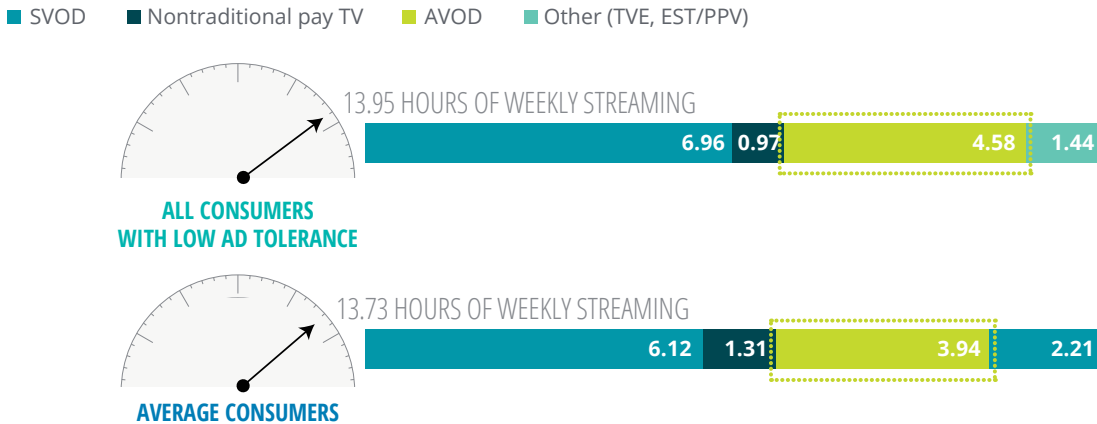 SVOD Nontraditional pay TV AVOD Other (TVE, EST/PPV)
13.95 HOURS OF WEEKLY STREAMING
6.96 0.97 4.58 1.44
ALL CONSUMERS
WITH LOW AD TOLERANCE
13.73 HOURS OF WEEKLY STREAMING
6.12 1.31 3.94 2.21
AVERAGE CONSUMERS